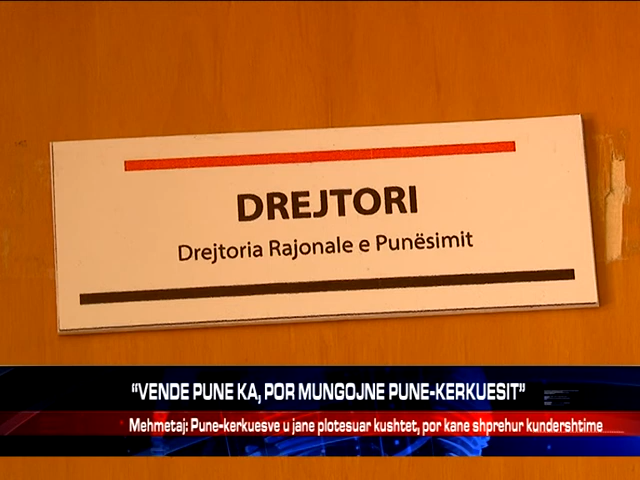 DREJTORI
Drejtoria Rajonale e Punësimit
“VENDE PUNE KA, POR MUNGOJNE PUNE-KERKUESIT”
Mehmetaj: Pune-kerkuesve u jane plotesuar kushtet, por kane shprehur kundershtime